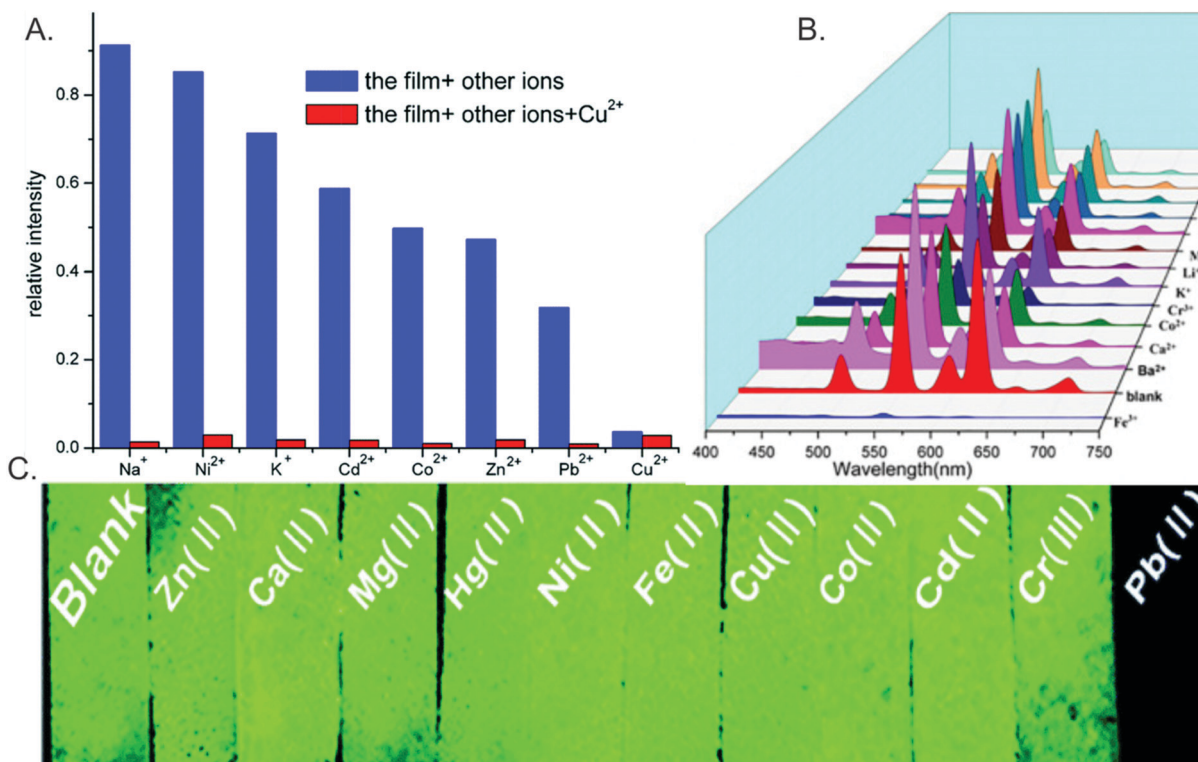 A.
relative intensity
0.8
0.6
0.4
0.2
0.0
the film+ other ions
the film+ other ions+Cu²⁺
Na⁺ Ni²⁺ K⁺ Cd²⁺ Co²⁺ Zn²⁺ Pb²⁺ Cu²⁺
B.
Li
K⁺
Cr³⁺
Co²⁺
Ca²⁺
Ba²⁺
blank
Fe³⁺
400 450 500 550 600 650 700 750
Wavelength(nm)
C.
Blank Zn(II) Ca(II) Mg(II) Hg(II) Ni(II) Fe(II) Cu(II) Co(II) Cd(II) Cr(III) Pb(II)